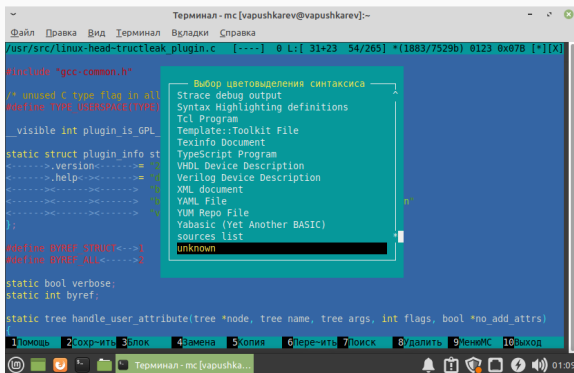 Терминал - mc [vapushkarev@vapushkarev]:~
Файл Правка Вид Терминал Вкладки Справка
/usr/src/linux-head~tructleak_plugin.c [----] 0 L:[ 31+23 54/265] *(1883/7529b) 0123 0x07B [*][X]
#include "gcc-common.h"
Выбор цветовыделения синтаксиса
/* unused C type flag in all
Strace debug output
Syntax Highlighting definitions
Tcl Program
__visible int plugin_is_GPL_
Template::Toolkit File
Texinfo Document
static struct plugin_info st
TypeScript Program
<------>.version<------>= "2
VHDL Device Description
<------>.help<--><------>= "d
Verilog Device Description
<------><------><------> "b
XML document
<------><------><------> "b
YAML File
n"
<------><------><------> "v
YUM Repo File
};
Yabasic (Yet Another BASIC)
sources list
#define BYREF_STRUCT<-->1
unknown
#define BYREF_ALL<----->2
static bool verbose;
static int byref;
static tree handle_user_attribute(tree *node, tree name, tree args, int flags, bool *no_add_attrs)
{
1Помощь 2Сохр~ить 3Блок 4Замена 5Копия 6Пере~ить 7Поиск 8Удалить 9МенюMC 10Выход
Терминал - mc [vapushka...
01:09